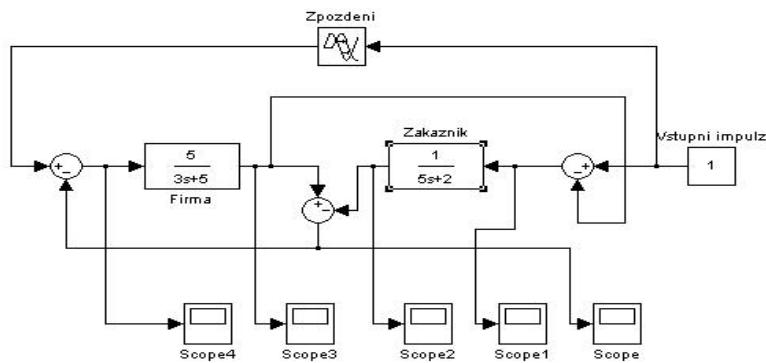 Zpozdeni
Zakaznik
Vstupni impulz
+
-
5
3s+5
Firma
+
-
1
5s+2
+
-
1
Scope4
Scope3
Scope2
Scope1
Scope